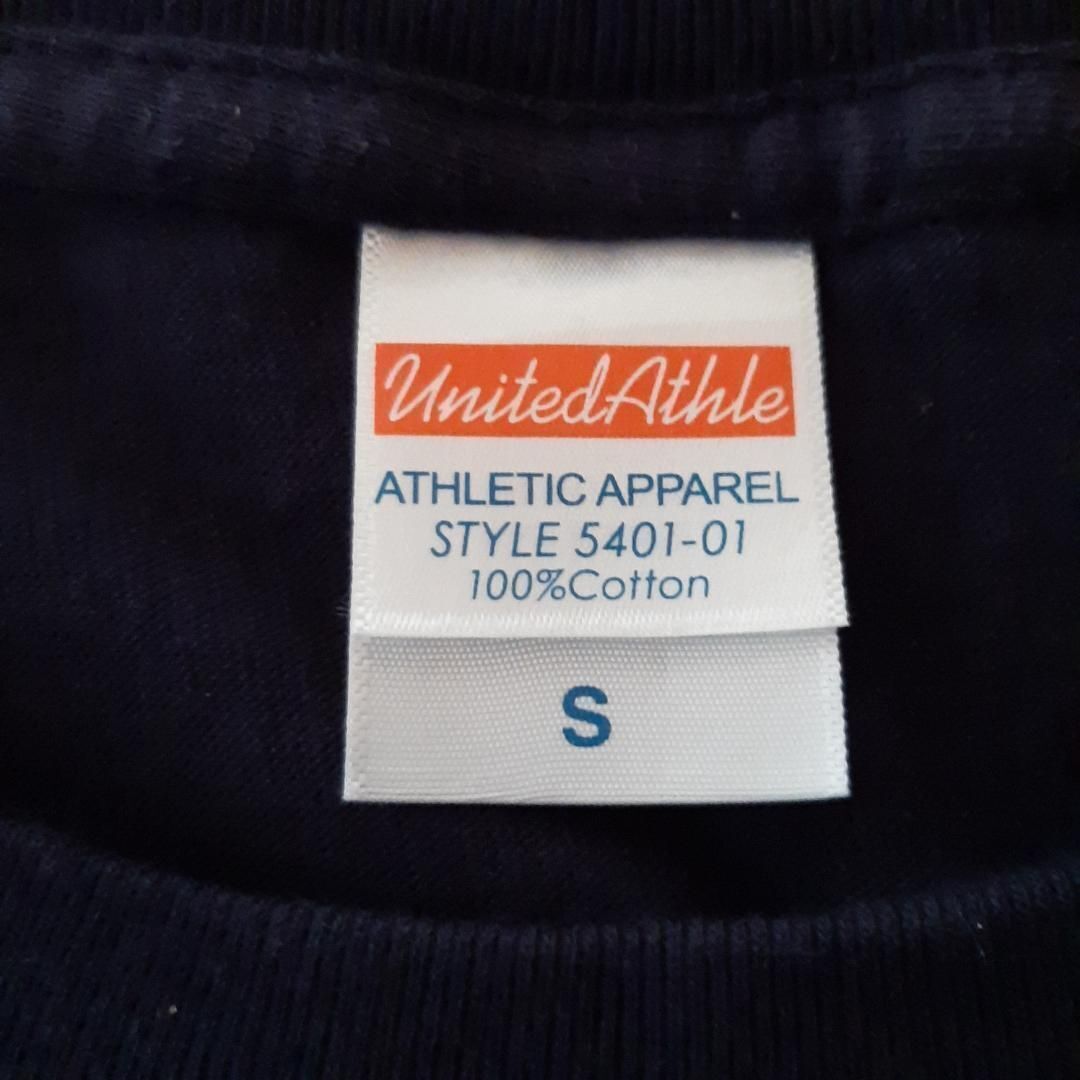 UnitedAthle
ATHLETIC APPAREL
STYLE 5401-01
100%Cotton
S